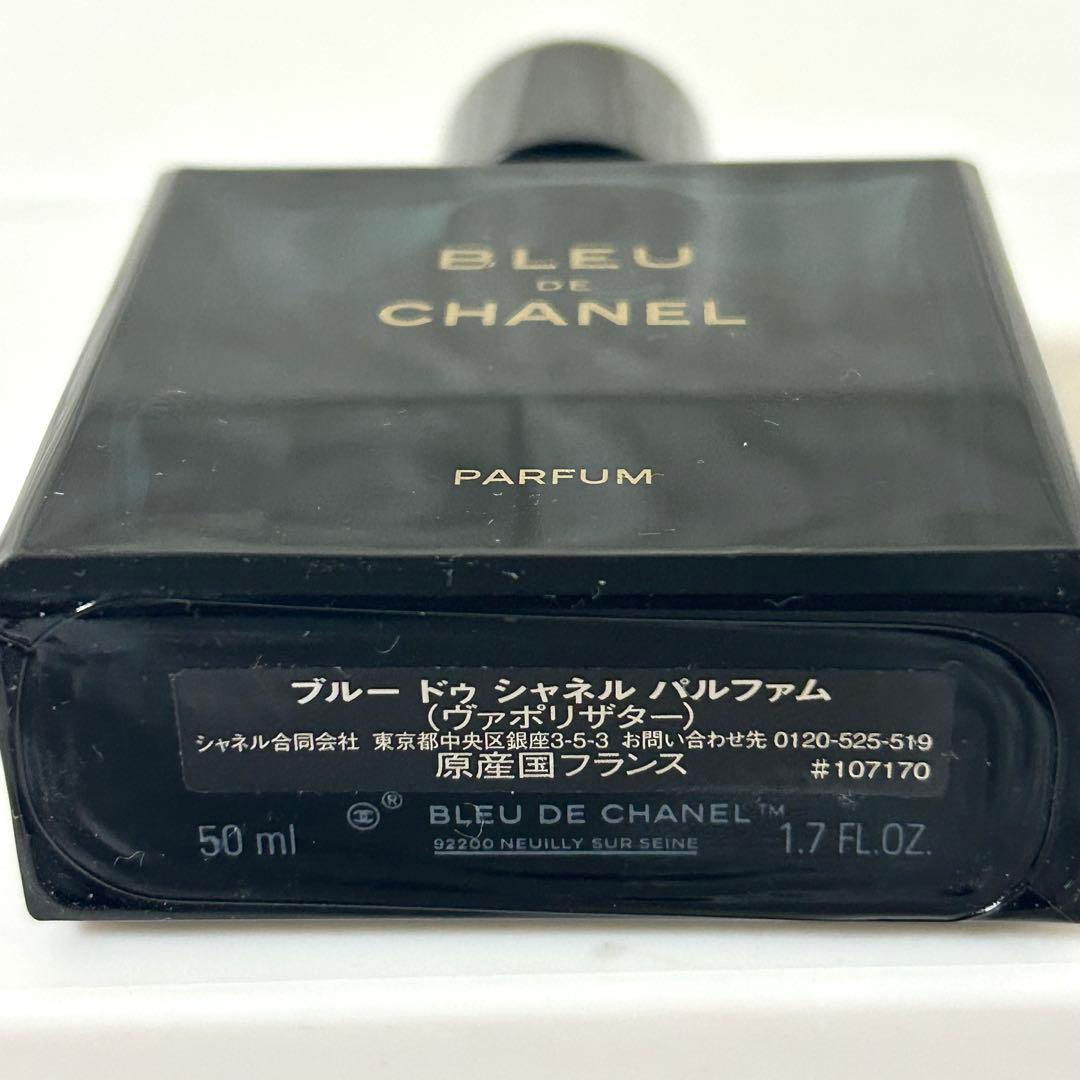 BLEU
DE
CHANEL
PARFUM
ブルー ドゥ シャネル パルファム
(ヴァポリザター)
シャネル合同会社 東京都中央区銀座3-5-3 お問い合わせ先 0120-525-519
原産国フランス #107170
® BLEU DE CHANEL™
50 ml 92200 NEUILLY SUR SEINE 1.7 FL.OZ.